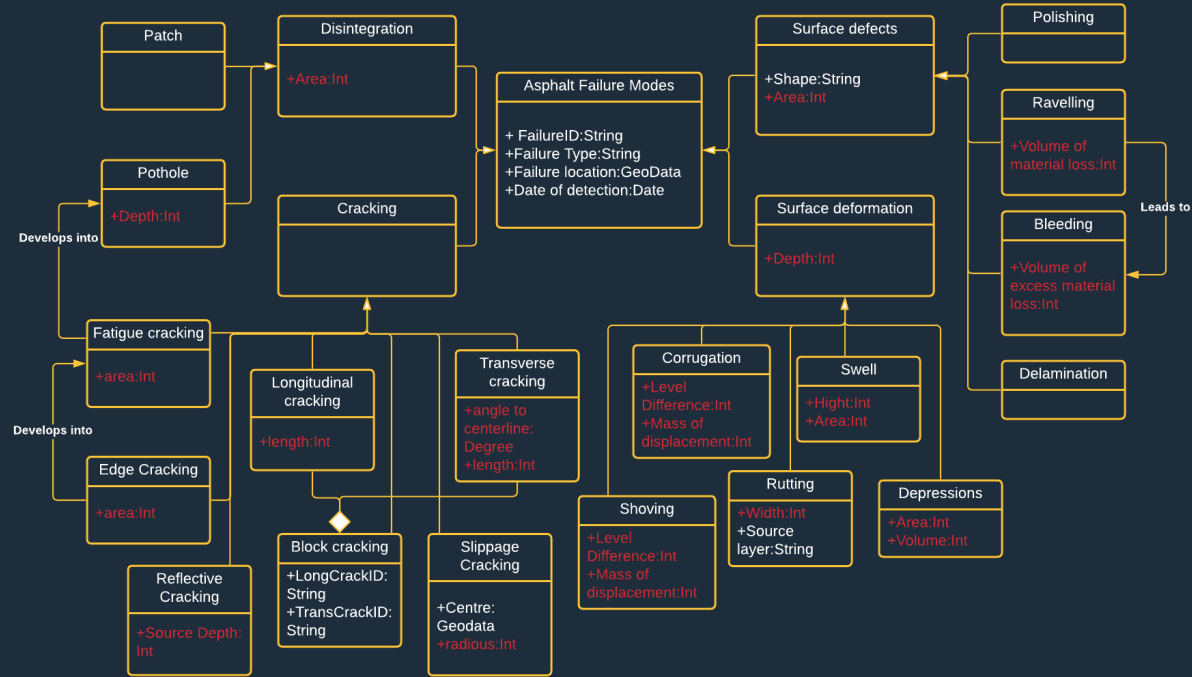 Patch
Disintegration
+Area:Int
Asphalt Failure Modes
+ FailureID:String
+Failure Type:String
+Failure location:GeoData
+Date of detection:Date
Surface defects
+Shape:String
+Area:Int
Polishing
Ravelling
+Volume of
material loss:Int
Leads to
Bleeding
+Volume of
excess material
loss:Int
Delamination
Pothole
+Depth:Int
Develops into
Cracking
Surface deformation
+Depth:Int
Fatigue cracking
+area:Int
Develops into
Edge Cracking
+area:Int
Longitudinal
cracking
+length:Int
Transverse
cracking
+angle to
centerline:
Degree
+length:Int
Reflective
Cracking
+Source Depth:
Int
Block cracking
+LongCrackID:
String
+TransCrackID:
String
Slippage
Cracking
+Centre:
Geodata
+radious:Int
Corrugation
+Level
Difference:Int
+Mass of
displacement:Int
Swell
+Hight:Int
+Area:Int
Shoving
+Level
Difference:Int
+Mass of
displacement:Int
Rutting
+Width:Int
+Source
layer:String
Depressions
+Area:Int
+Volume:Int